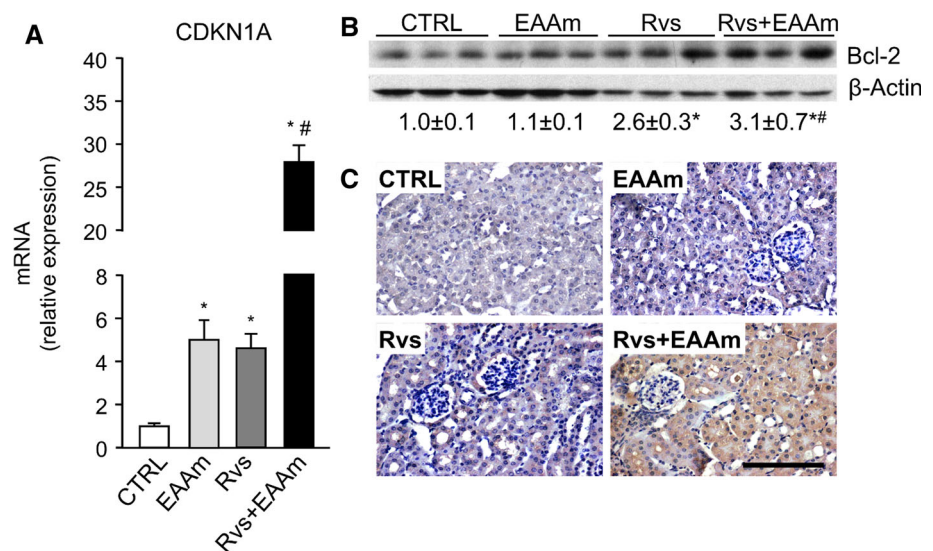 A
CDKN1A
mRNA
(relative expression)
40
35
30
25
20
8
6
4
2
0
*
*
* #
CTRL
EAAm
Rvs
Rvs+EAAm
B
CTRL EAAm Rvs Rvs+EAAm
Bcl-2
β-Actin
1.0±0.1 1.1±0.1 2.6±0.3* 3.1±0.7*#
C
CTRL
EAAm
Rvs
Rvs+EAAm